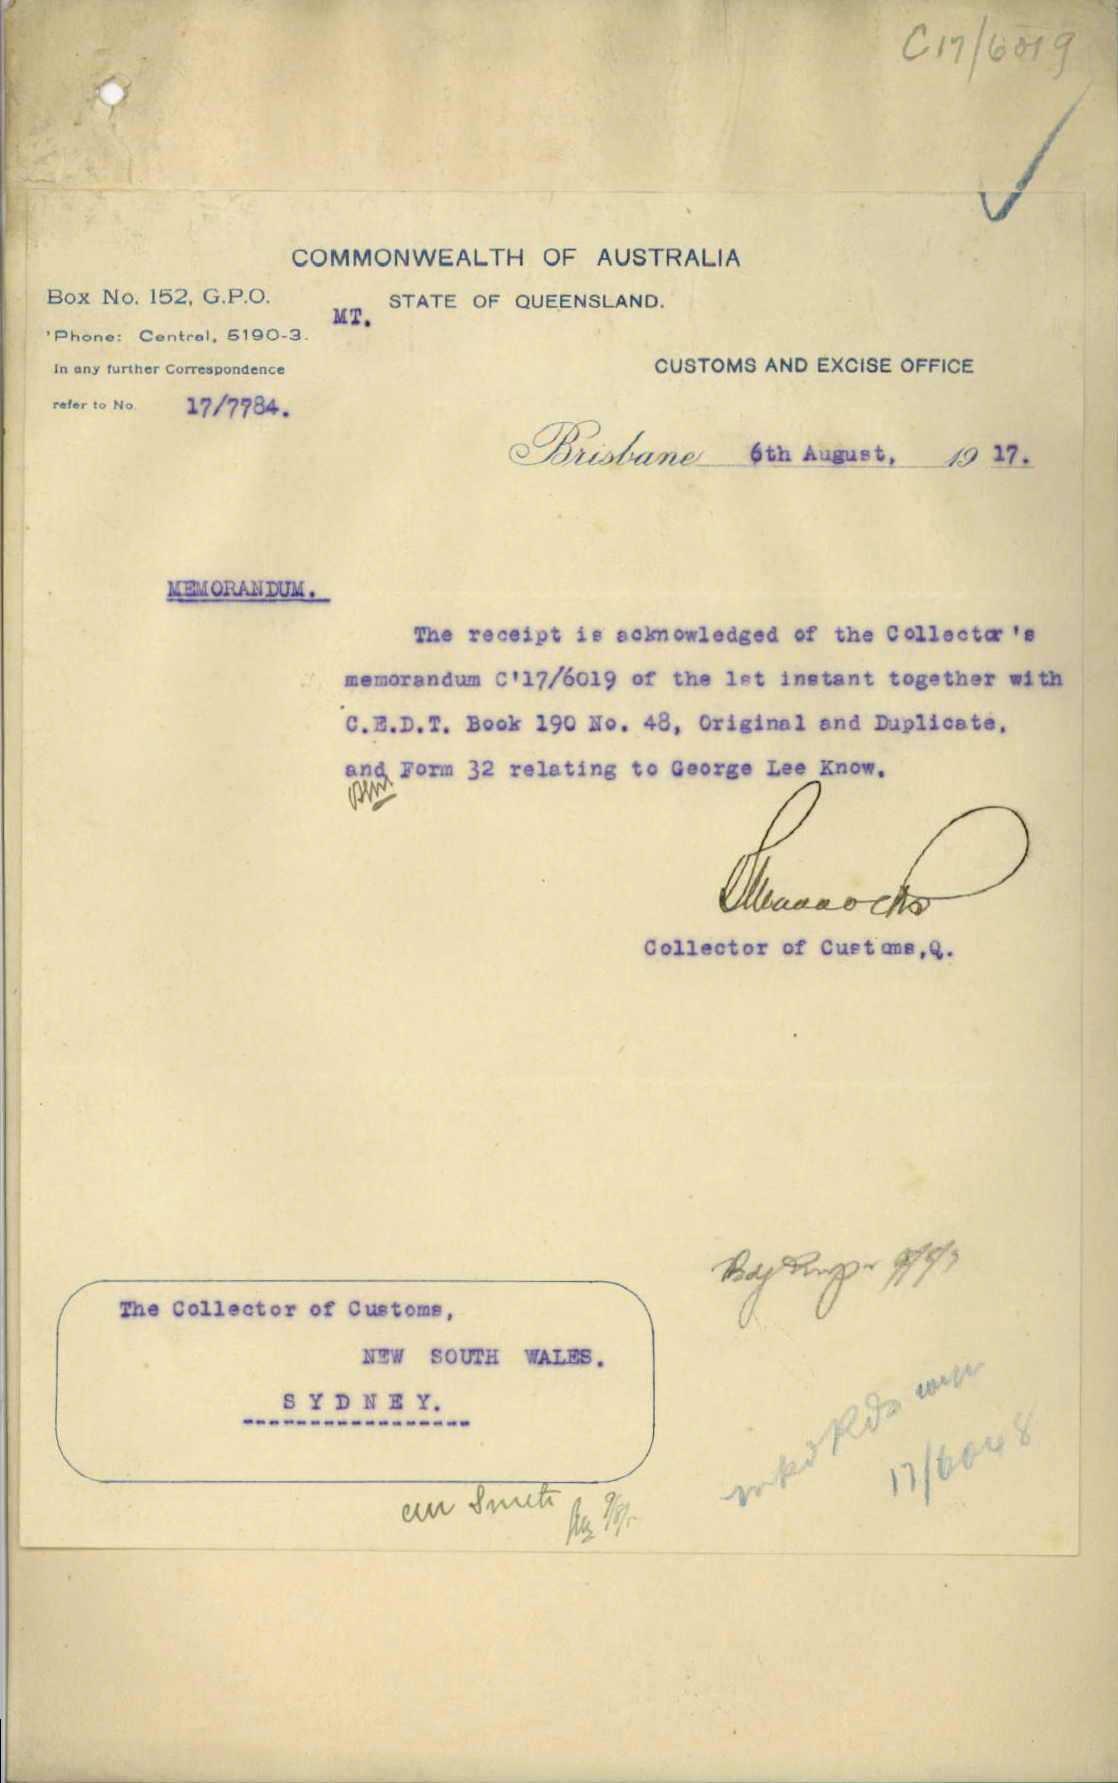 C17/6019
COMMONWEALTH OF AUSTRALIA
Box No. 152, G.P.O.
STATE OF QUEENSLAND.
MT.
'Phone: Central, 5190-3.
In any further Correspondence
CUSTOMS AND EXCISE OFFICE
refer to No. 17/7784.
Brisbane 6th August, 19 17.
MEMORANDUM.
The receipt is acknowledged of the Collector's
memorandum C'17/6019 of the 1st instant together with
C.E.D.T. Book 190 No. 48, Original and Duplicate,
and Form 32 relating to George Lee Know.
Collector of Customs,Q.
The Collector of Customs,
NEW SOUTH WALES.
SYDNEY.
17/6048
Smith